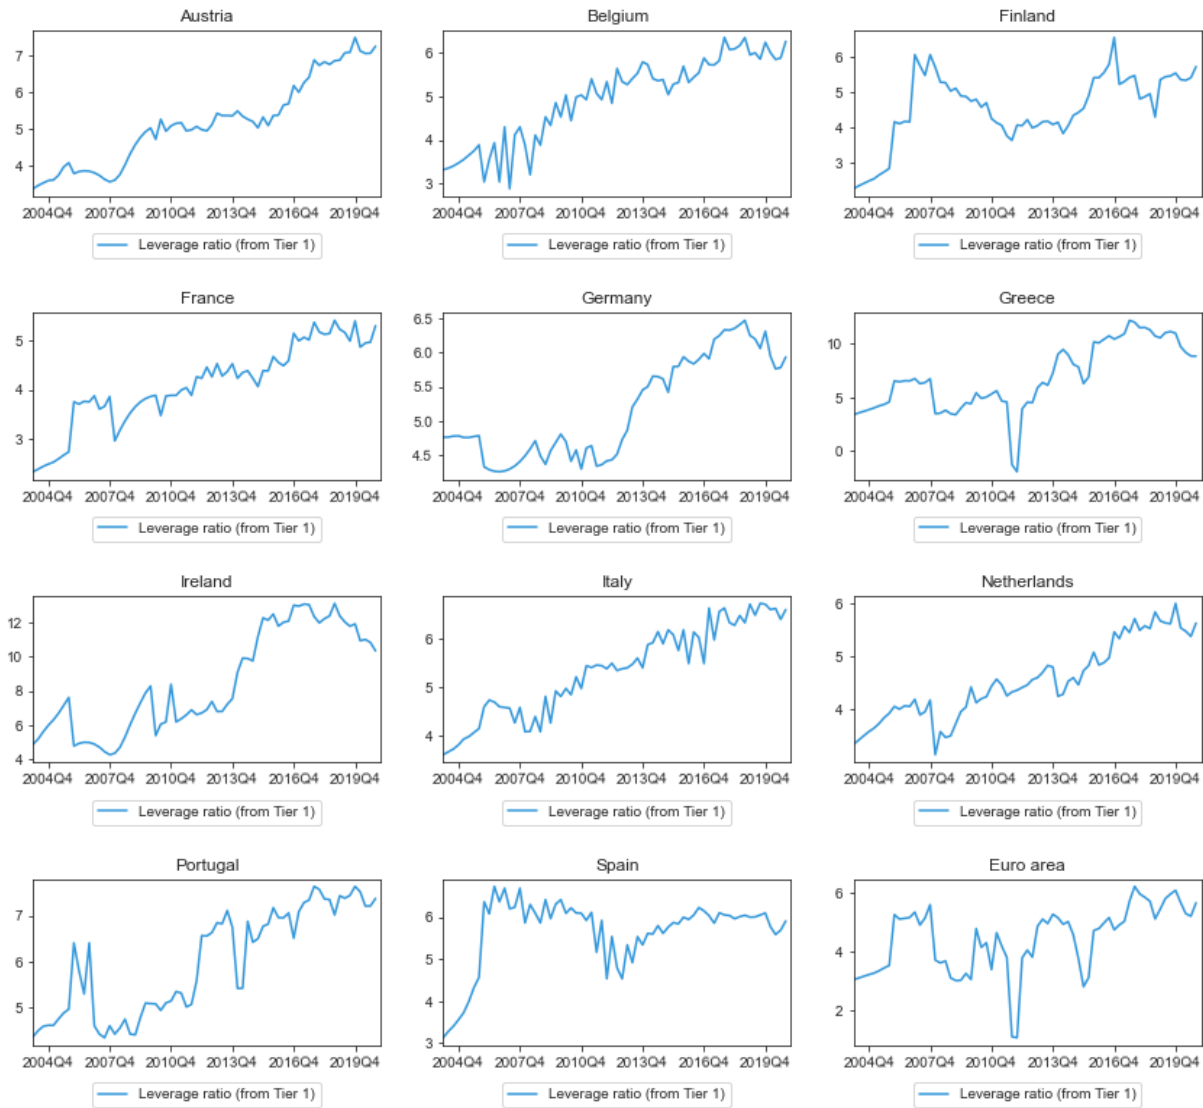 Austria
7
6
5
4
2004Q4 2007Q4 2010Q4 2013Q4 2016Q4 2019Q4
Leverage ratio (from Tier 1)
Belgium
6
5
4
3
2004Q4 2007Q4 2010Q4 2013Q4 2016Q4 2019Q4
Leverage ratio (from Tier 1)
Finland
6
5
4
3
2004Q4 2007Q4 2010Q4 2013Q4 2016Q4 2019Q4
Leverage ratio (from Tier 1)
France
5
4
3
2004Q4 2007Q4 2010Q4 2013Q4 2016Q4 2019Q4
Leverage ratio (from Tier 1)
Germany
6.5
6.0
5.5
5.0
4.5
2004Q4 2007Q4 2010Q4 2013Q4 2016Q4 2019Q4
Leverage ratio (from Tier 1)
Greece
10
5
0
2004Q4 2007Q4 2010Q4 2013Q4 2016Q4 2019Q4
Leverage ratio (from Tier 1)
Ireland
12
10
8
6
4
2004Q4 2007Q4 2010Q4 2013Q4 2016Q4 2019Q4
Leverage ratio (from Tier 1)
Italy
6
5
4
2004Q4 2007Q4 2010Q4 2013Q4 2016Q4 2019Q4
Leverage ratio (from Tier 1)
Netherlands
6
5
4
2004Q4 2007Q4 2010Q4 2013Q4 2016Q4 2019Q4
Leverage ratio (from Tier 1)
Portugal
7
6
5
2004Q4 2007Q4 2010Q4 2013Q4 2016Q4 2019Q4
Leverage ratio (from Tier 1)
Spain
6
5
4
3
2004Q4 2007Q4 2010Q4 2013Q4 2016Q4 2019Q4
Leverage ratio (from Tier 1)
Euro area
6
4
2
2004Q4 2007Q4 2010Q4 2013Q4 2016Q4 2019Q4
Leverage ratio (from Tier 1)